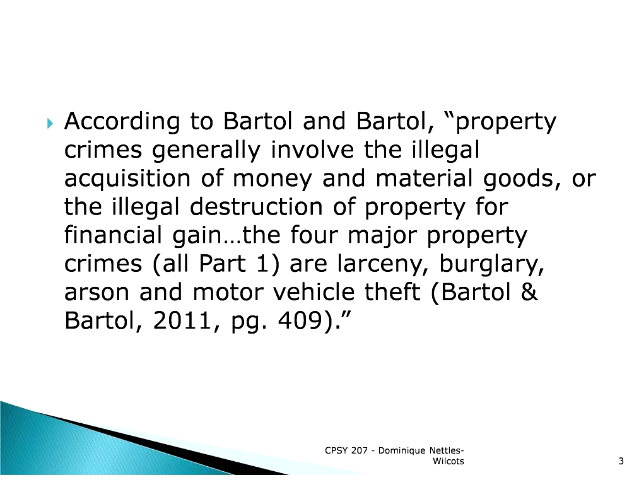 According to Bartol and Bartol, “property
crimes generally involve the illegal
acquisition of money and material goods, or
the illegal destruction of property for
financial gain…the four major property
crimes (all Part 1) are larceny, burglary,
arson and motor vehicle theft (Bartol &
Bartol, 2011, pg. 409).”
CPSY 207 - Dominique Nettles-
Wilcots
3